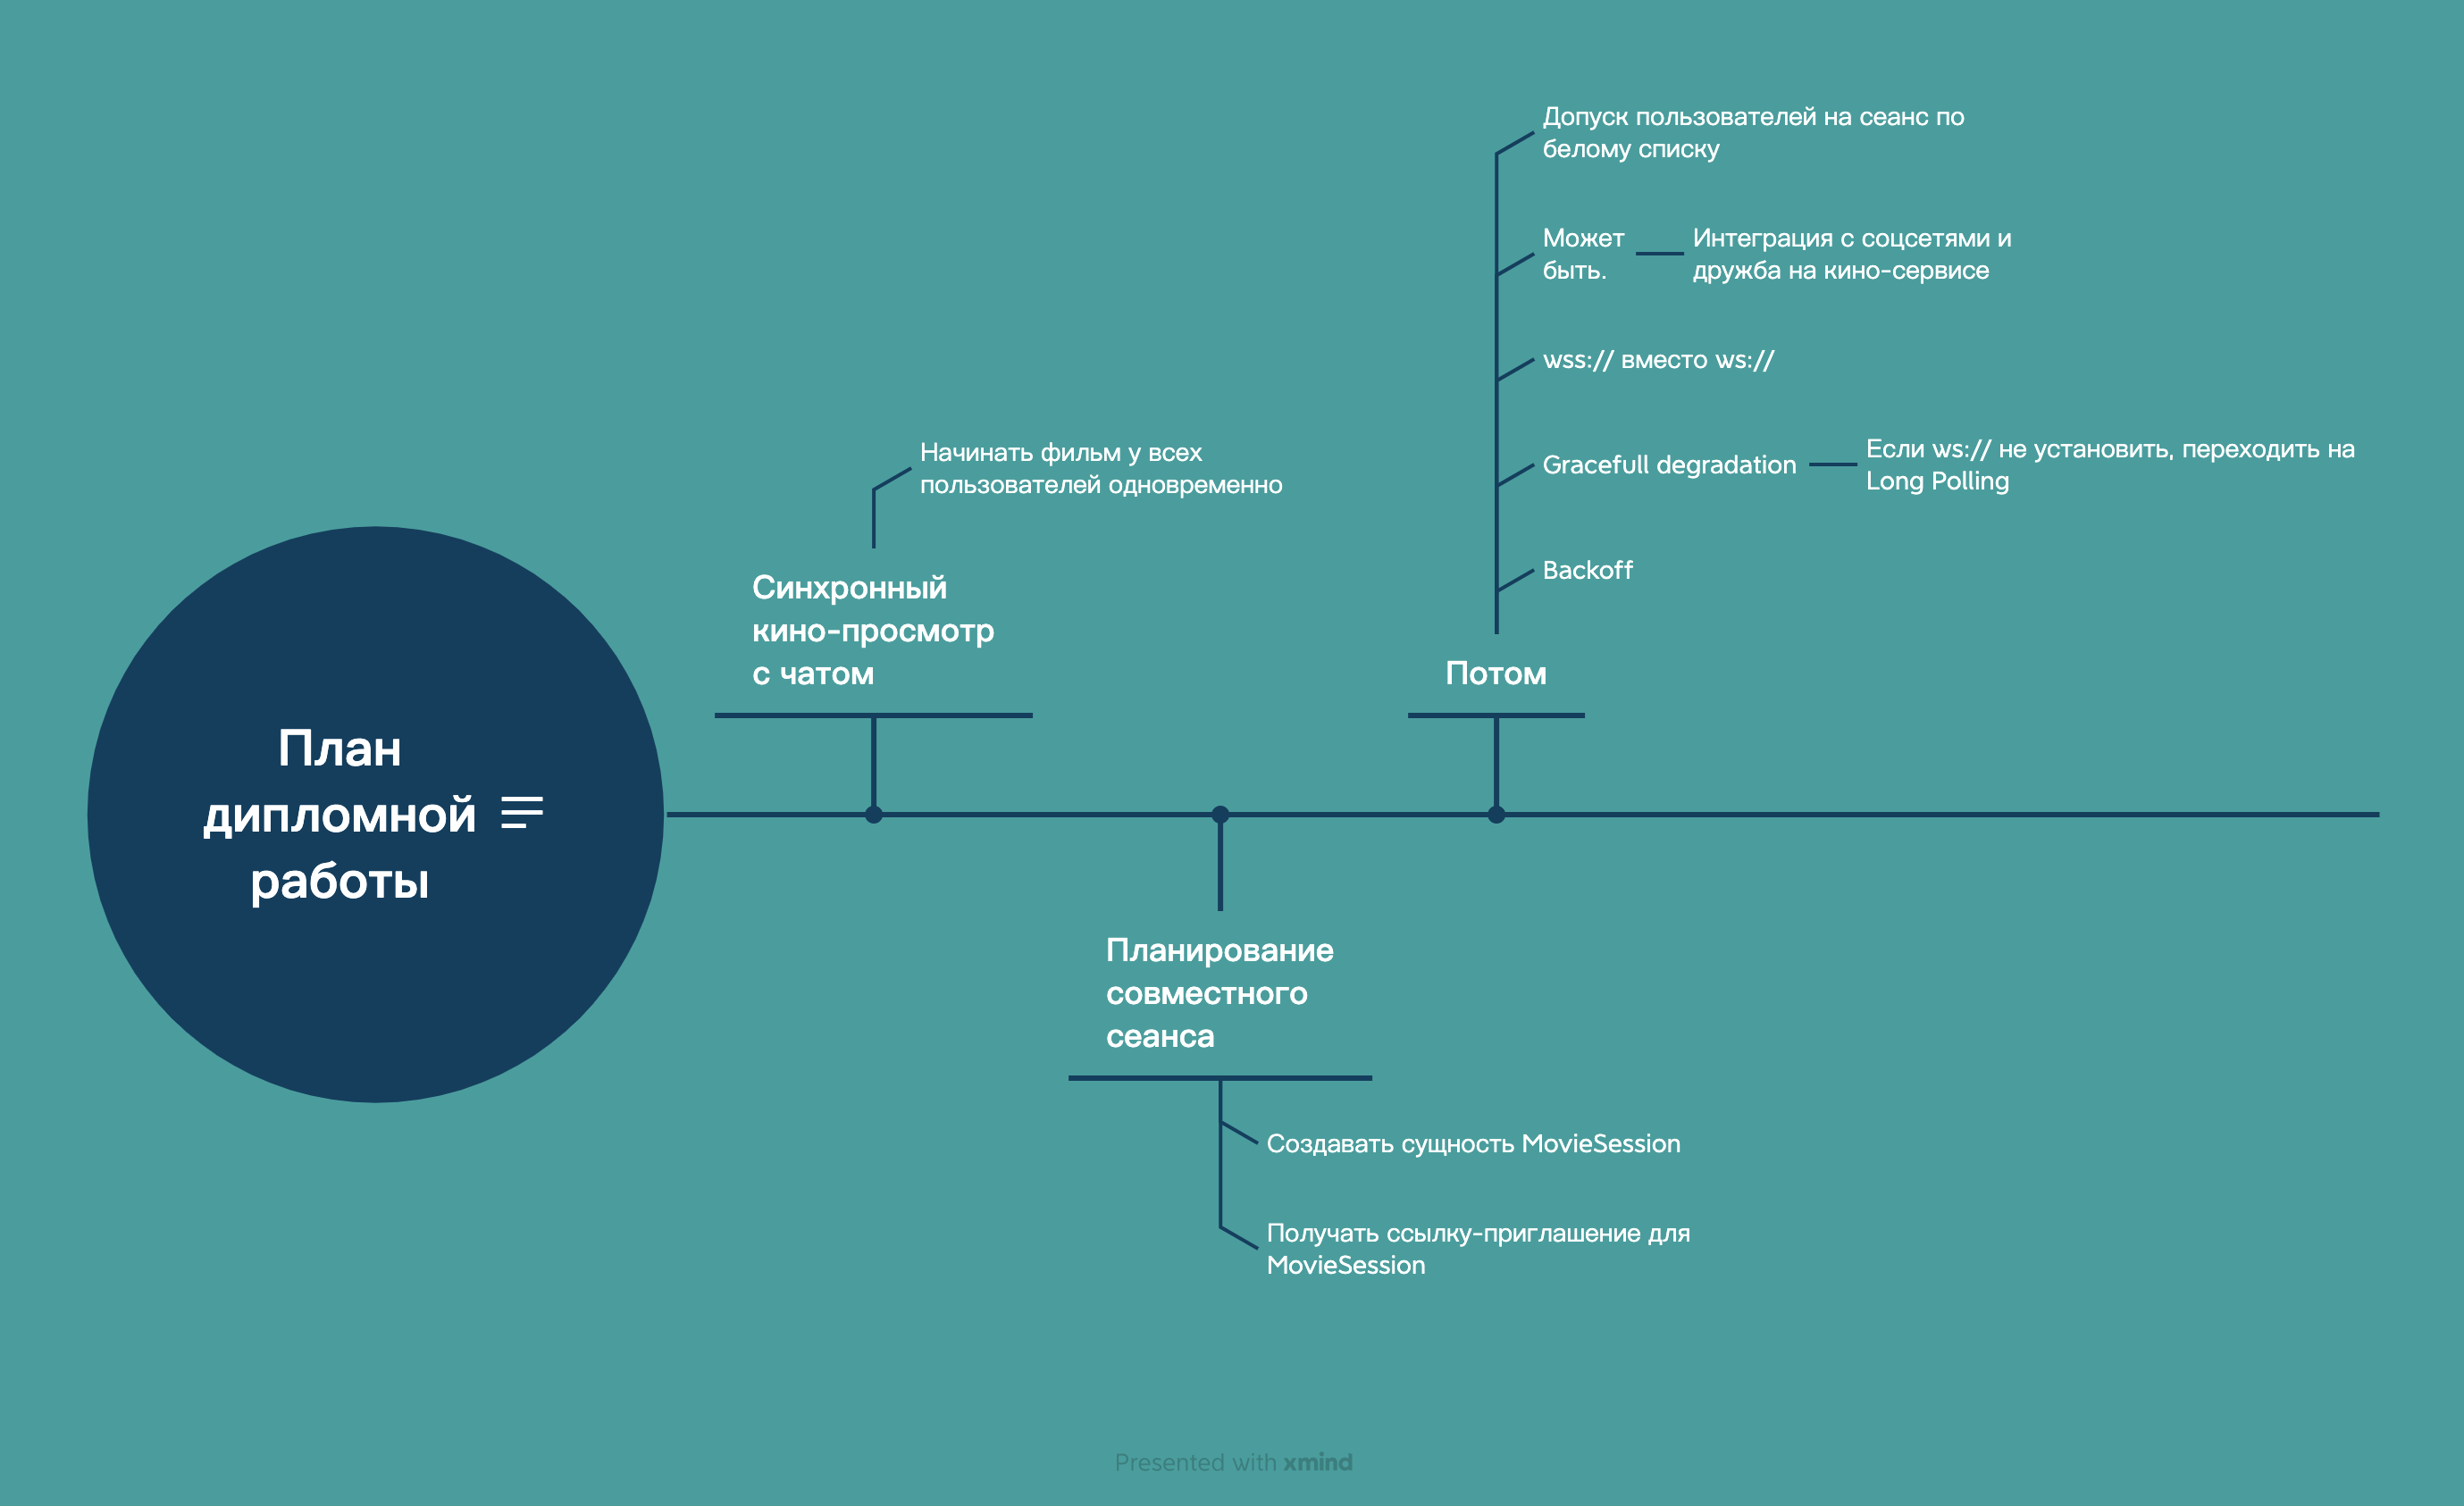 План
дипломной
работы
Синхронный
кино-просмотр
с чатом
Начинать фильм у всех
пользователей одновременно
Планирование
совместного
сеанса
Создавать сущность MovieSession
Получать ссылку-приглашение для
MovieSession
Потом
Допуск пользователей на сеанс по
белому списку
Может
быть.
Интеграция с соцсетями и
дружба на кино-сервисе
wss:// вместо ws://
Gracefull degradation
Если ws:// не установить, переходить на
Long Polling
Backoff
Presented with xmind